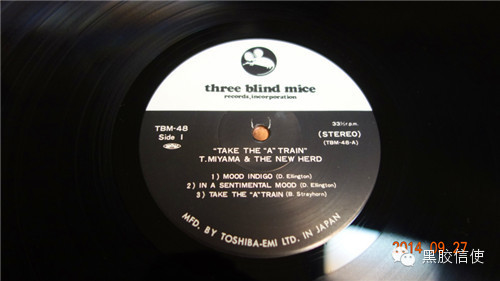 three blind mice
records, incorporation
TBM-48
Side 1
33⅓ r.p.m.
(STEREO)
(TBM-48-A)
"TAKE THE "A" TRAIN"
T. MIYAMA & THE NEW HERD
1) MOOD INDIGO (D. Ellington)
2) IN A SENTIMENTAL MOOD (D. Ellington)
3) TAKE THE "A" TRAIN (B. Strayhorn)
MFD. BY TOSHIBA-EMI LTD. IN JAPAN
2014.09.27
黑胶信使